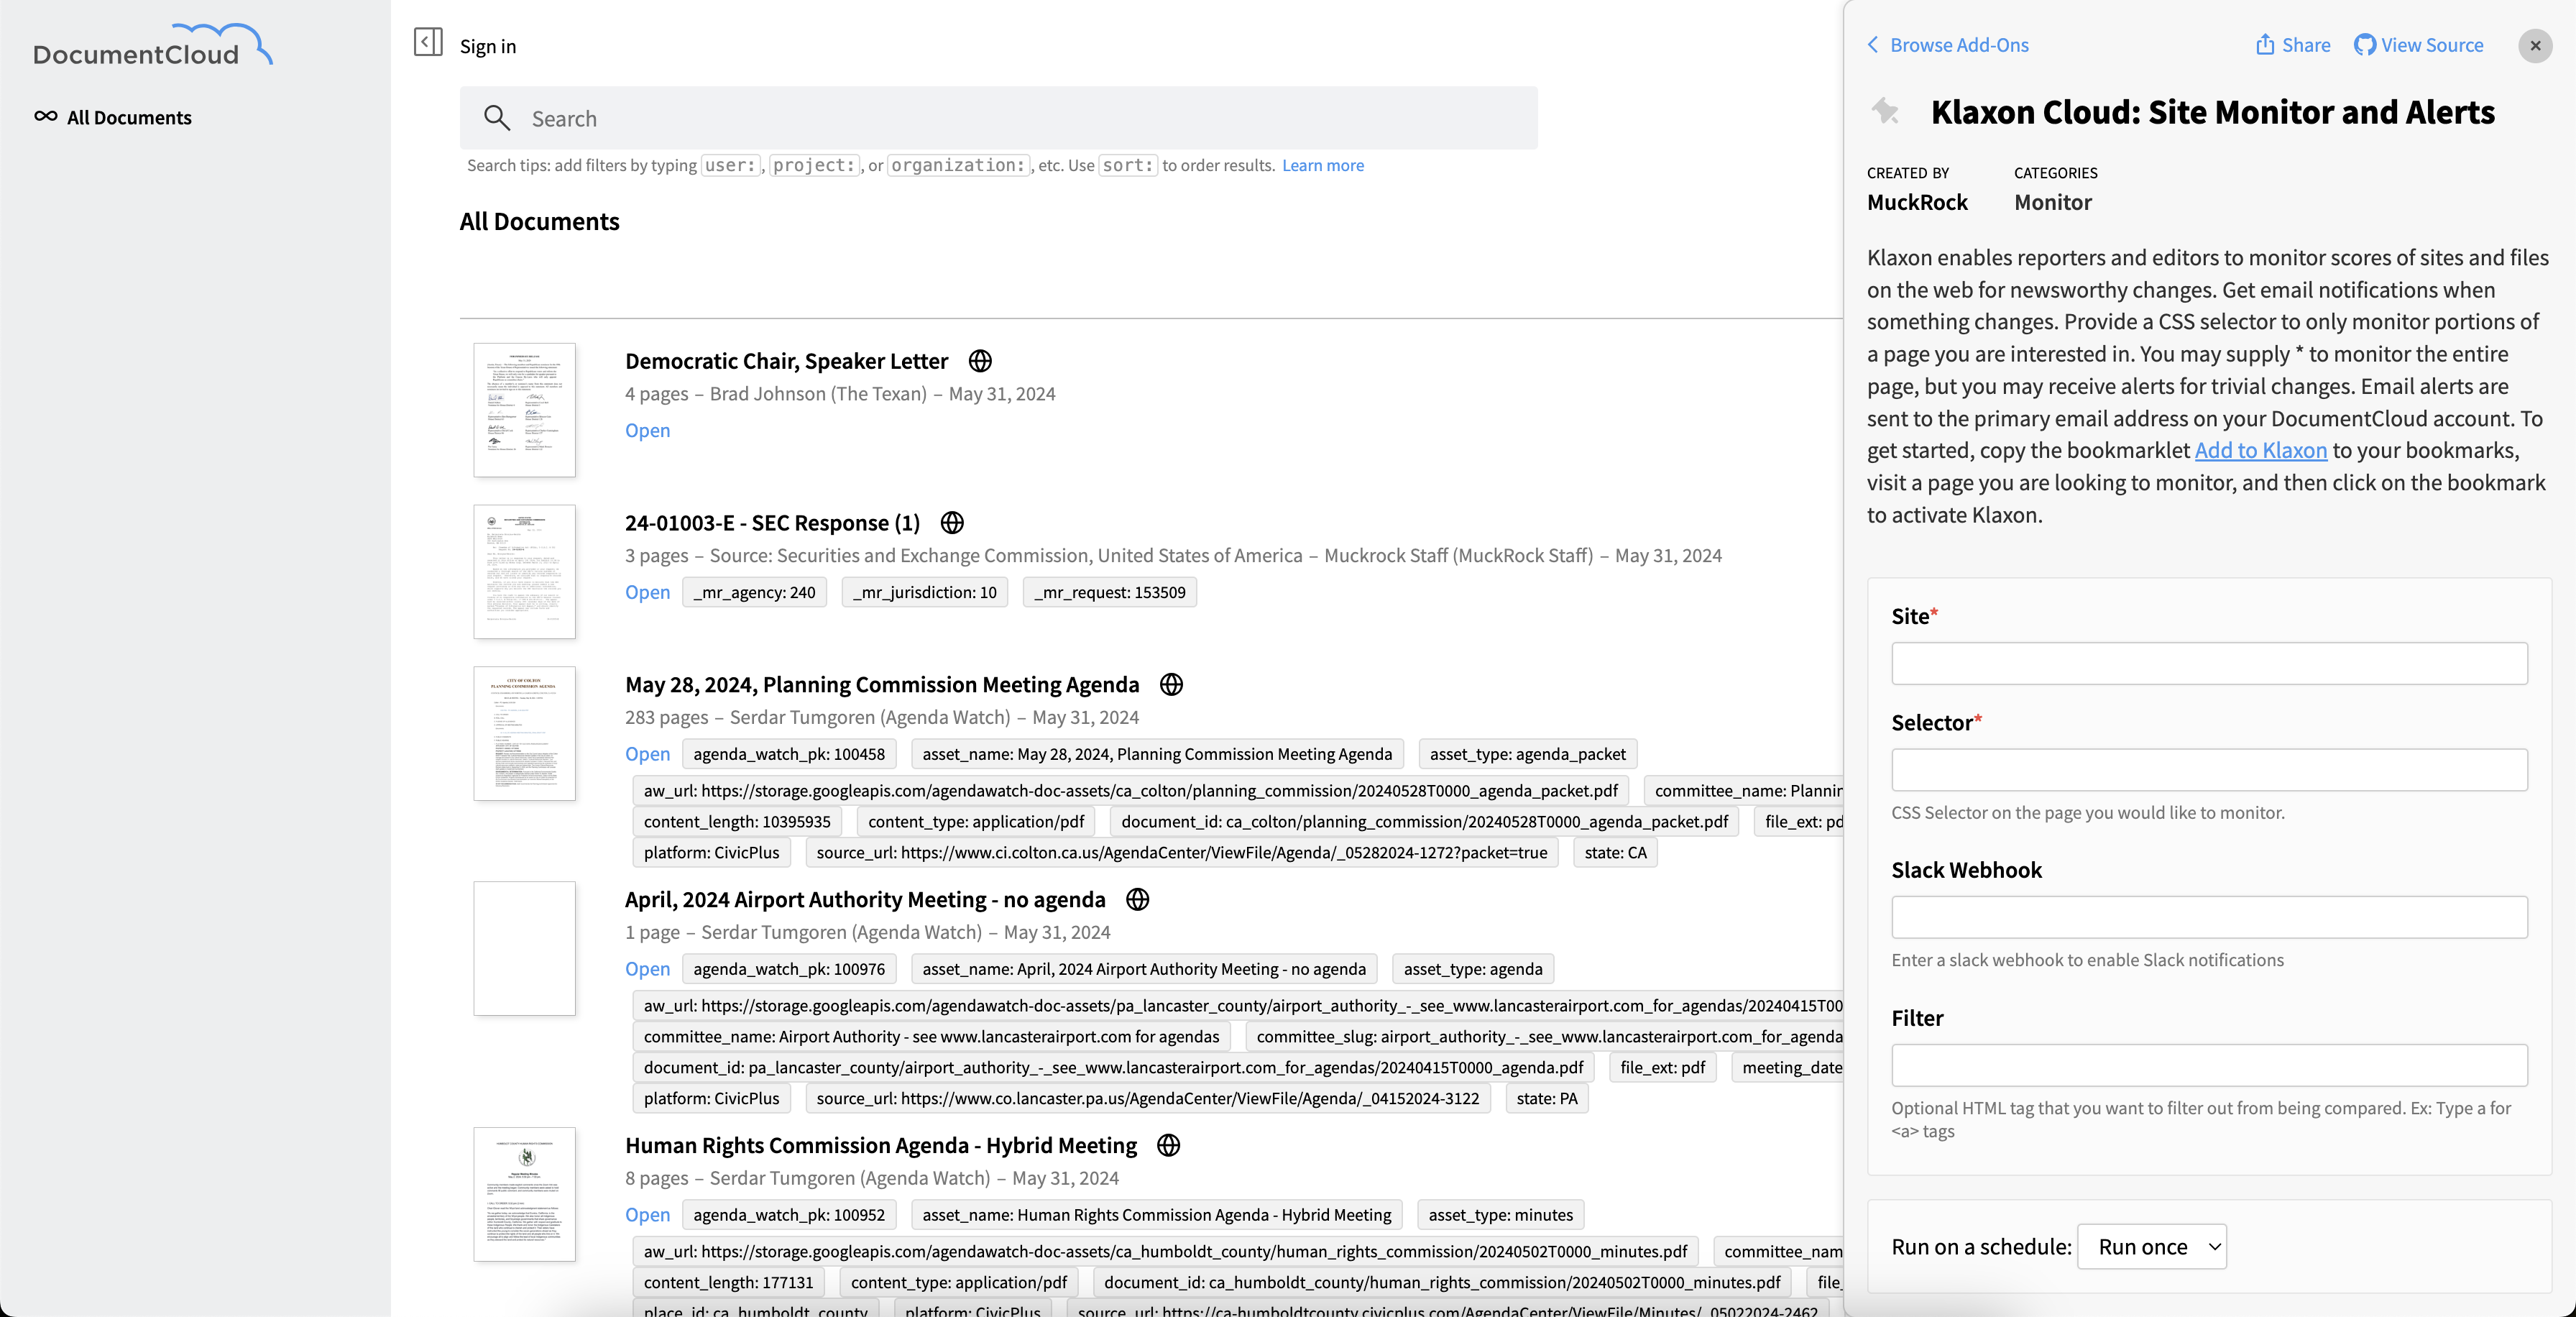 DocumentCloud
All Documents
Sign in
Search
Search tips: add filters by typing user:, project:, or organization:, etc. Use sort: to order results. Learn more
All Documents
Democratic Chair, Speaker Letter
4 pages – Brad Johnson (The Texan) – May 31, 2024
Open
24-01003-E - SEC Response (1)
3 pages – Source: Securities and Exchange Commission, United States of America – Muckrock Staff (MuckRock Staff) – May 31, 2024
Open _mr_agency: 240 _mr_jurisdiction: 10 _mr_request: 153509
CITY OF COLTON
PLANNING COMMISSION AGENDA
May 28, 2024, Planning Commission Meeting Agenda
283 pages – Serdar Tumgoren (Agenda Watch) – May 31, 2024
Open agenda_watch_pk: 100458 asset_name: May 28, 2024, Planning Commission Meeting Agenda asset_type: agenda_packet
aw_url: https://storage.googleapis.com/agendawatch-doc-assets/ca_colton/planning_commission/20240528T0000_agenda_packet.pdf committee_name: Plannin
content_length: 10395935 content_type: application/pdf document_id: ca_colton/planning_commission/20240528T0000_agenda_packet.pdf file_ext: pd
platform: CivicPlus source_url: https://www.ci.colton.ca.us/AgendaCenter/ViewFile/Agenda/_05282024-1272?packet=true state: CA
April, 2024 Airport Authority Meeting - no agenda
1 page – Serdar Tumgoren (Agenda Watch) – May 31, 2024
Open agenda_watch_pk: 100976 asset_name: April, 2024 Airport Authority Meeting - no agenda asset_type: agenda
aw_url: https://storage.googleapis.com/agendawatch-doc-assets/pa_lancaster_county/airport_authority_-_see_www.lancasterairport.com_for_agendas/20240415T00
committee_name: Airport Authority - see www.lancasterairport.com for agendas committee_slug: airport_authority_-_see_www.lancasterairport.com_for_agenda
document_id: pa_lancaster_county/airport_authority_-_see_www.lancasterairport.com_for_agendas/20240415T0000_agenda.pdf file_ext: pdf meeting_date
platform: CivicPlus source_url: https://www.co.lancaster.pa.us/AgendaCenter/ViewFile/Agenda/_04152024-3122 state: PA
Human Rights Commission Agenda - Hybrid Meeting
8 pages – Serdar Tumgoren (Agenda Watch) – May 31, 2024
Open agenda_watch_pk: 100952 asset_name: Human Rights Commission Agenda - Hybrid Meeting asset_type: minutes
aw_url: https://storage.googleapis.com/agendawatch-doc-assets/ca_humboldt_county/human_rights_commission/20240502T0000_minutes.pdf committee_nam
content_length: 177131 content_type: application/pdf document_id: ca_humboldt_county/human_rights_commission/20240502T0000_minutes.pdf file_
place_id: ca_humboldt_county platform: CivicPlus source_url: https://ca-humboldtcounty.civicplus.com/AgendaCenter/ViewFile/Minutes/_05022024-2462
Browse Add-Ons
Share
View Source
Klaxon Cloud: Site Monitor and Alerts
CREATED BY CATEGORIES
MuckRock Monitor
Klaxon enables reporters and editors to monitor scores of sites and files
on the web for newsworthy changes. Get email notifications when
something changes. Provide a CSS selector to only monitor portions of
a page you are interested in. You may supply * to monitor the entire
page, but you may receive alerts for trivial changes. Email alerts are
sent to the primary email address on your DocumentCloud account. To
get started, copy the bookmarklet Add to Klaxon to your bookmarks,
visit a page you are looking to monitor, and then click on the bookmark
to activate Klaxon.
Site*
Selector*
CSS Selector on the page you would like to monitor.
Slack Webhook
Enter a slack webhook to enable Slack notifications
Filter
Optional HTML tag that you want to filter out from being compared. Ex: Type a for
<a> tags
Run on a schedule: Run once